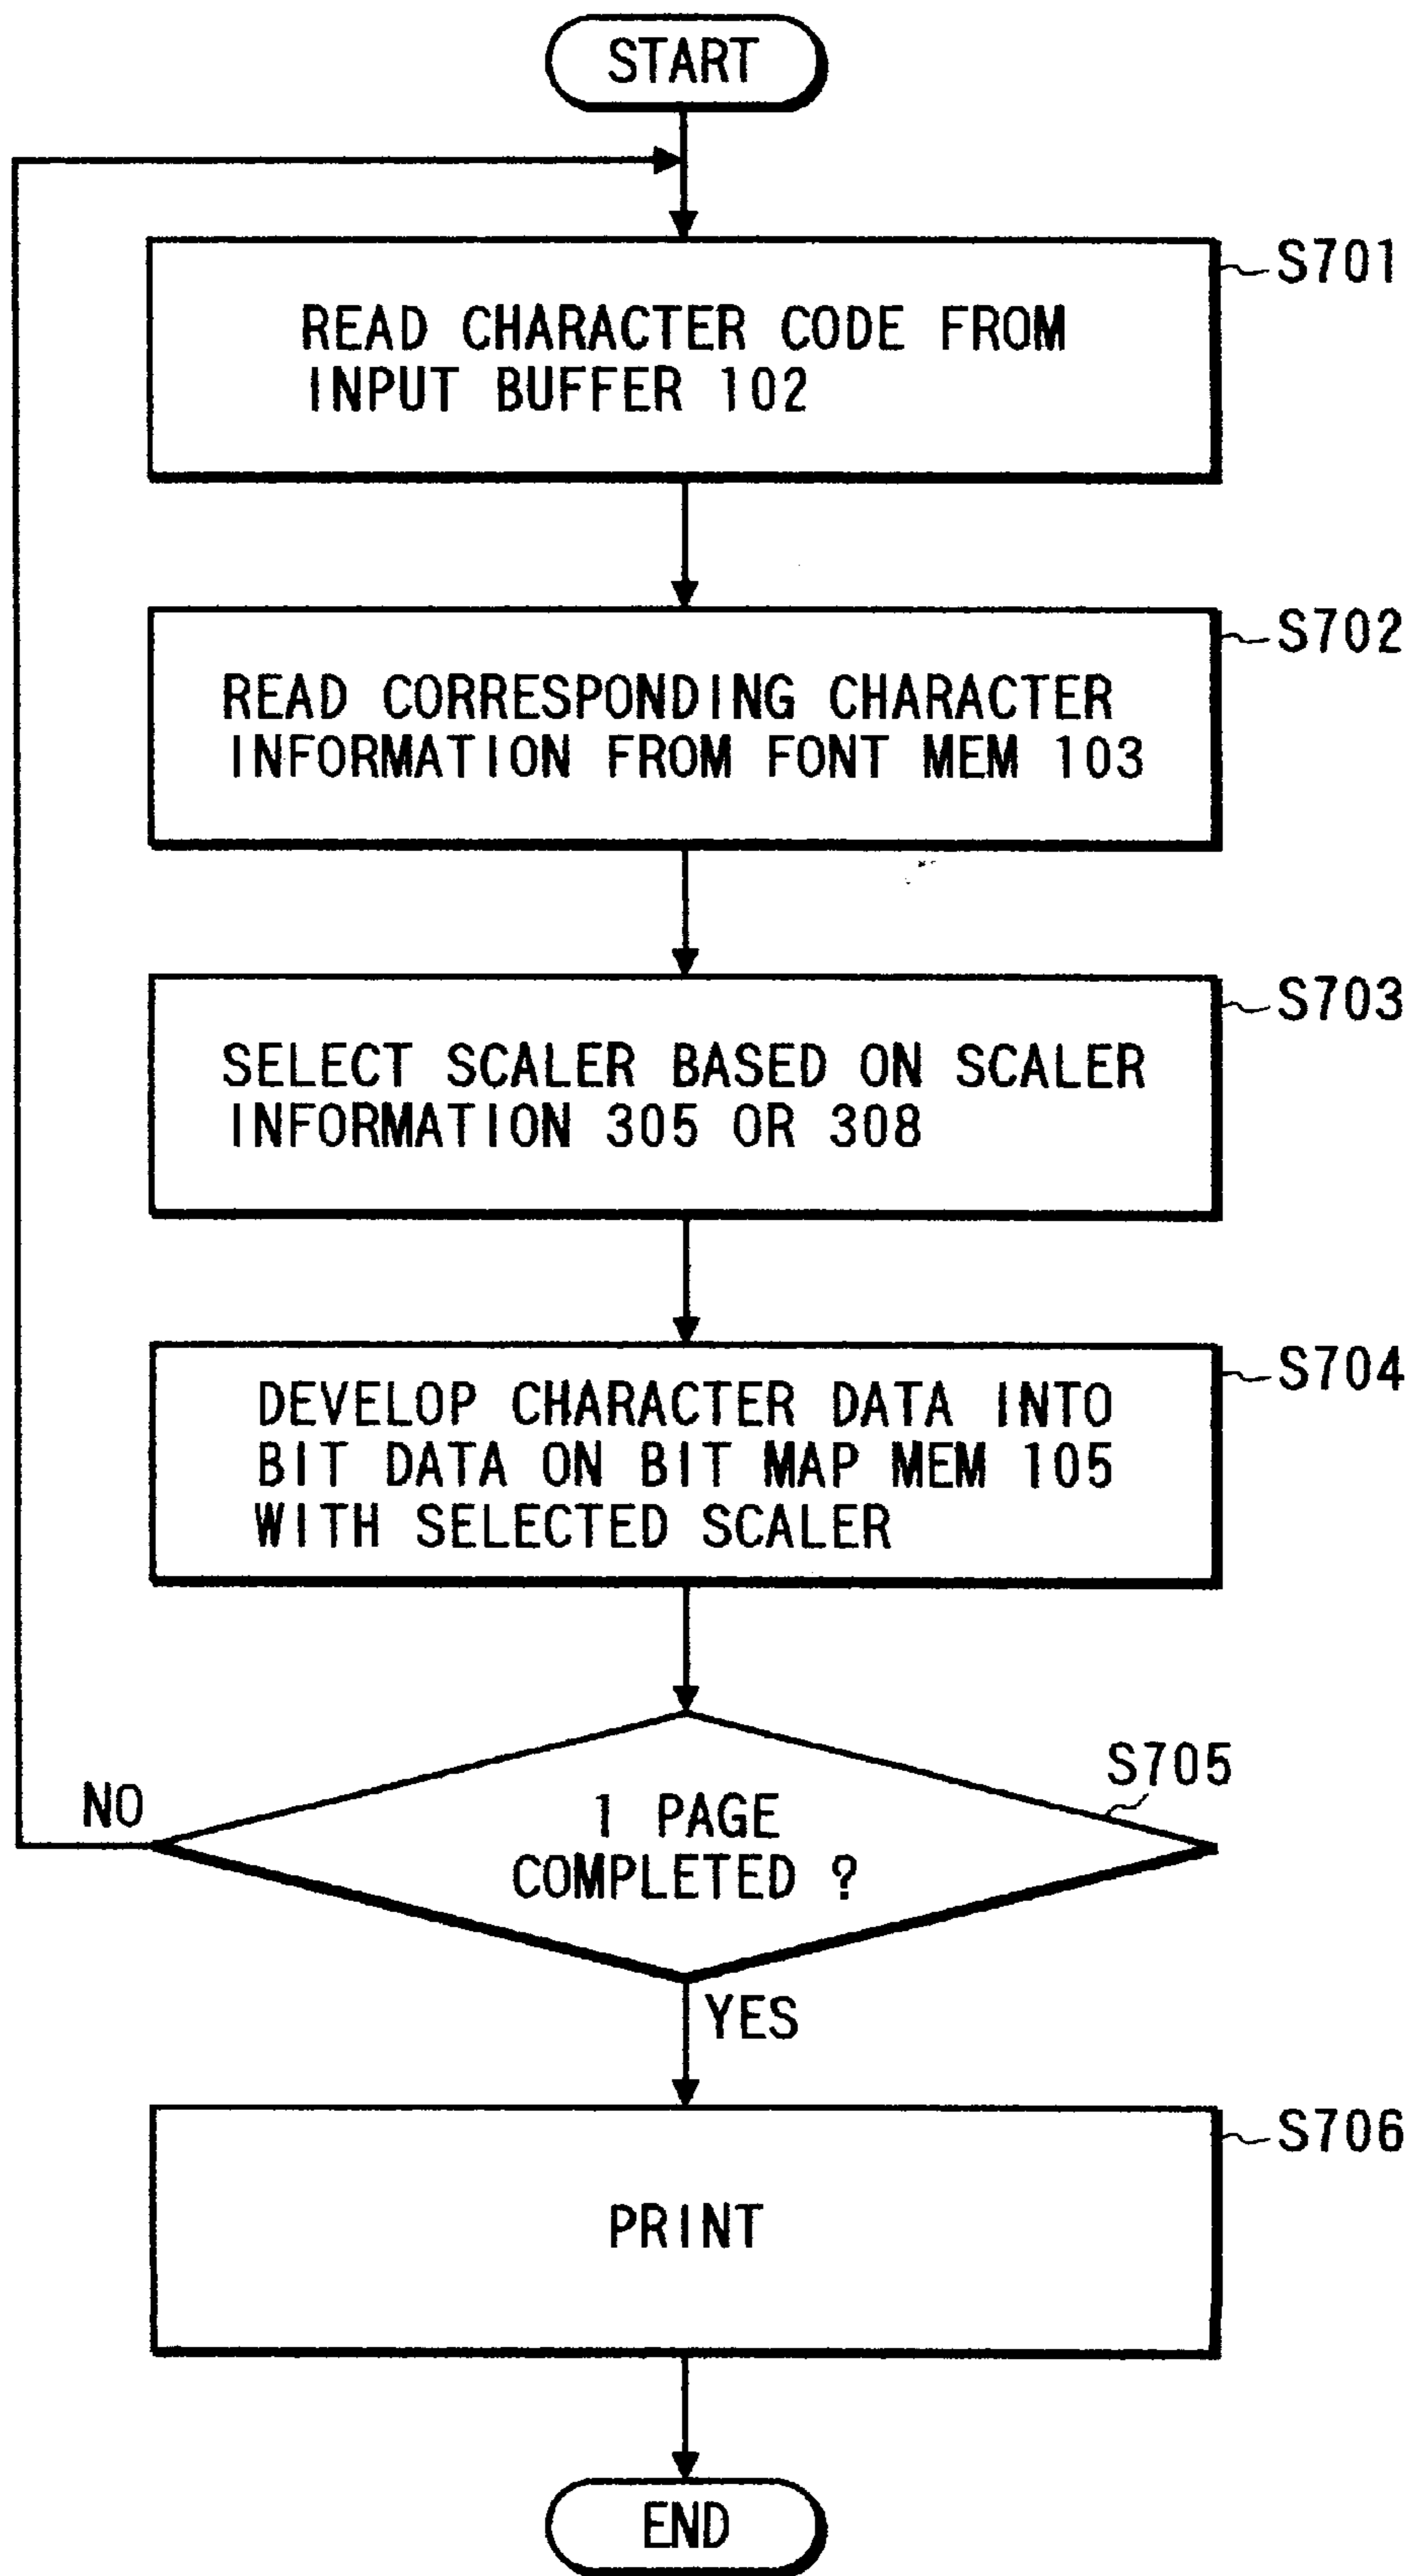 START
S701
READ CHARACTER CODE FROM
INPUT BUFFER 102
S702
READ CORRESPONDING CHARACTER
INFORMATION FROM FONT MEM 103
S703
SELECT SCALER BASED ON SCALER
INFORMATION 305 OR 308
S704
DEVELOP CHARACTER DATA INTO
BIT DATA ON BIT MAP MEM 105
WITH SELECTED SCALER
S705
NO
1 PAGE
COMPLETED ?
YES
S706
PRINT
END